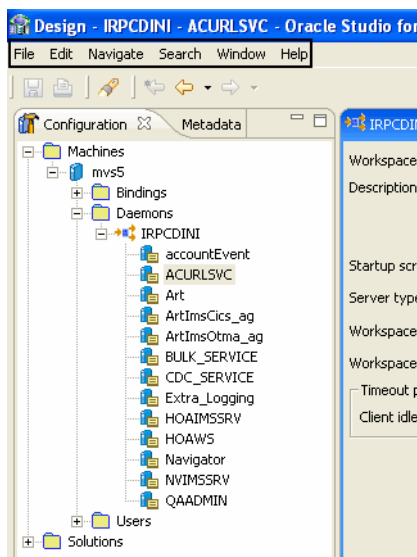 Design - IRPCDINI - ACURLSVC - Oracle Studio for
File Edit Navigate Search Window Help
Configuration Metadata
Machines
mvs5
Bindings
Daemons
IRPCDINI
accountEvent
ACURLSVC
Art
ArtImsCics_ag
ArtImsOtma_ag
BULK_SERVICE
CDC_SERVICE
Extra_Logging
HOAIMSSRV
HOAWS
Navigator
NVIMSSRV
QAADMIN
Users
Solutions
IRPCDI
Workspace
Description
Startup scr
Server type
Workspace
Workspace
Timeout p
Client idle